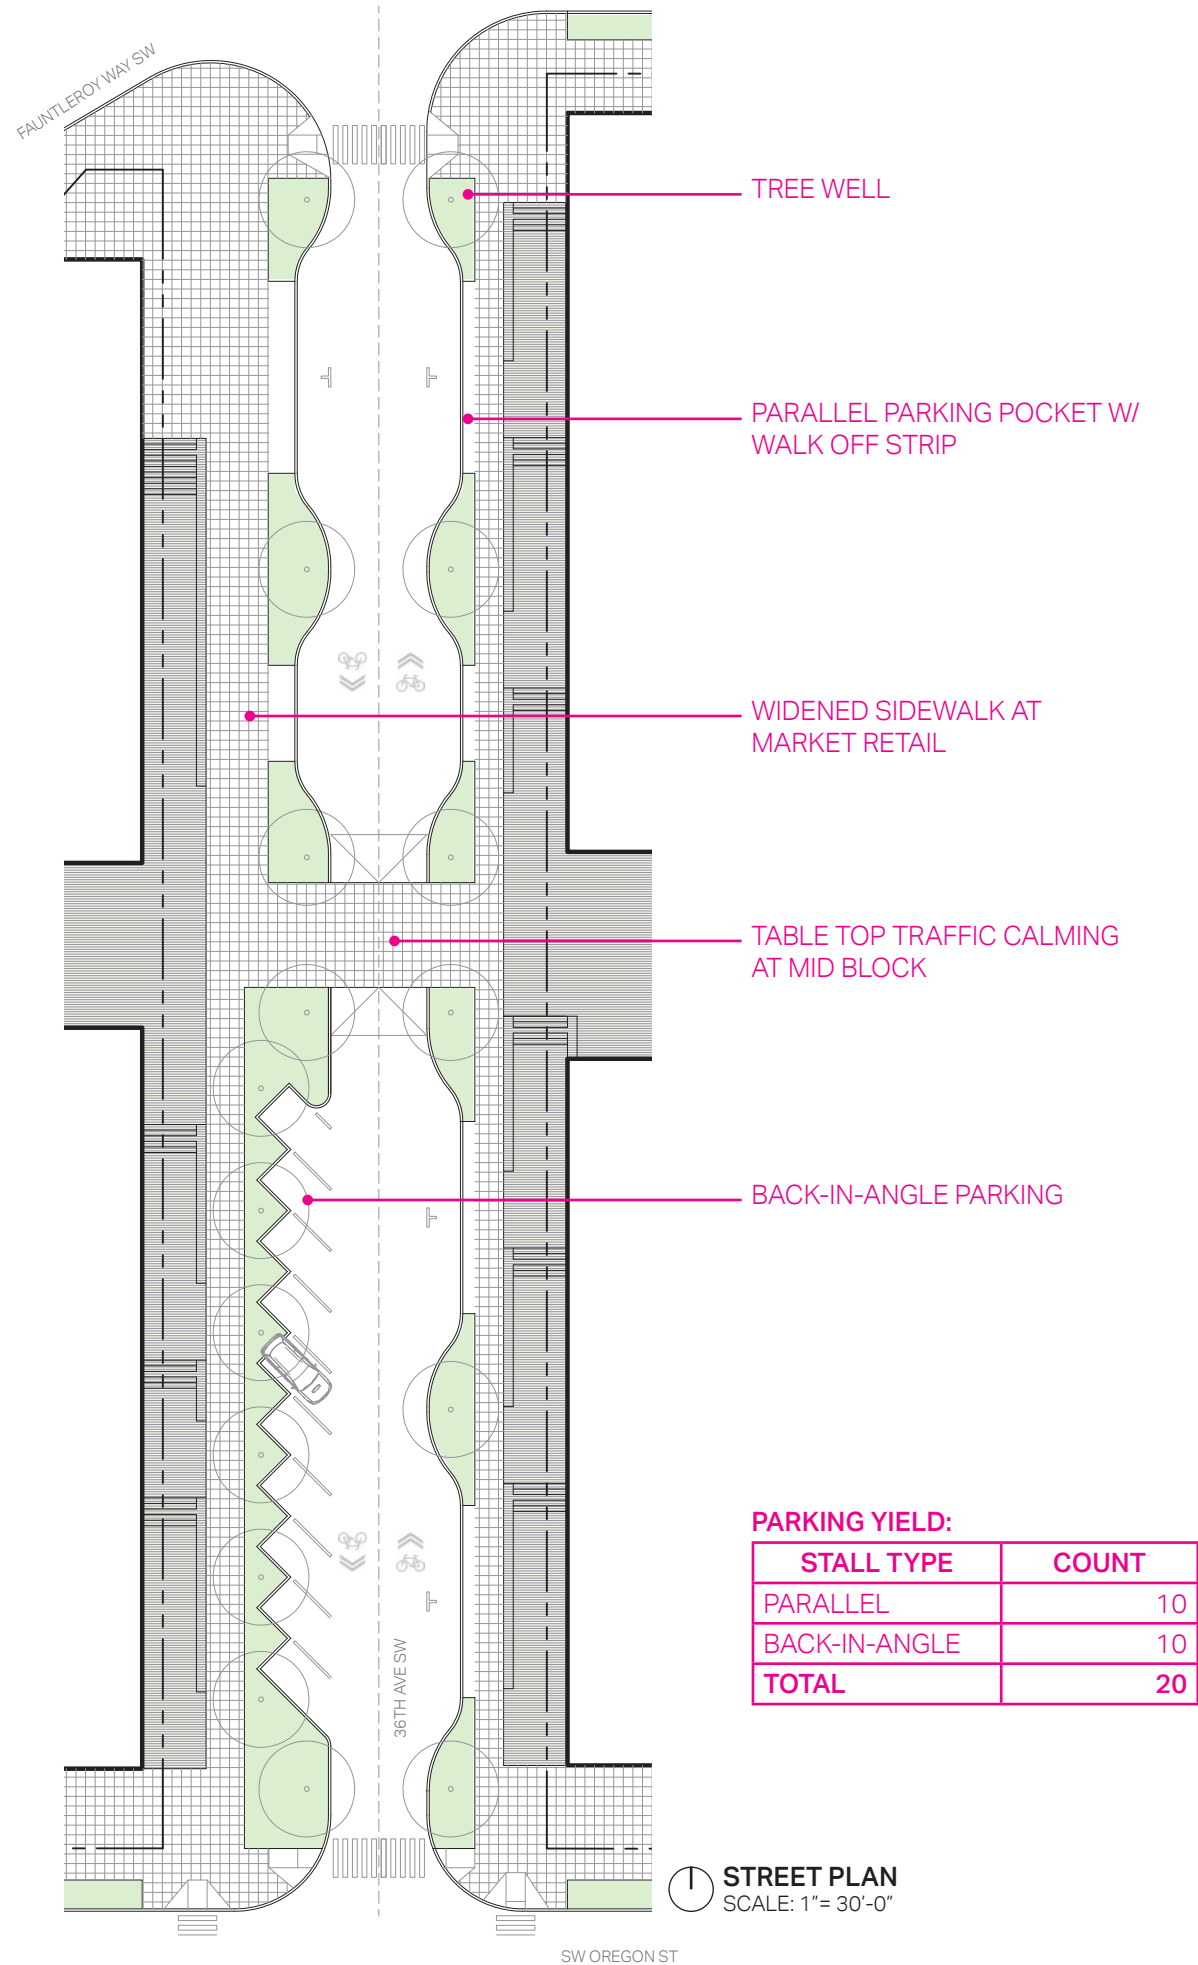 FAUNTLEROY WAY SW
TREE WELL
PARALLEL PARKING POCKET W/
WALK OFF STRIP
WIDENED SIDEWALK AT
MARKET RETAIL
TABLE TOP TRAFFIC CALMING
AT MID BLOCK
BACK-IN-ANGLE PARKING
PARKING YIELD:
STALL TYPE COUNT
PARALLEL 10
BACK-IN-ANGLE 10
TOTAL 20
36TH AVE SW
STREET PLAN
SCALE: 1"= 30'-0"
SW OREGON ST